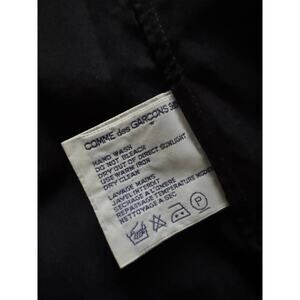 COMME des GARCONS
HAND WASH
DO NOT BLEACH
DRY OUT OF DIRECT SUNLIGHT
USE WARM IRON
DRY CLEAN
LAVAGE MAINS
JAVEL INTERDIT
SECHAGE A L'OMBRE
REPASSAGE TEMPERATURE
NETTOYAGE A SEC
P